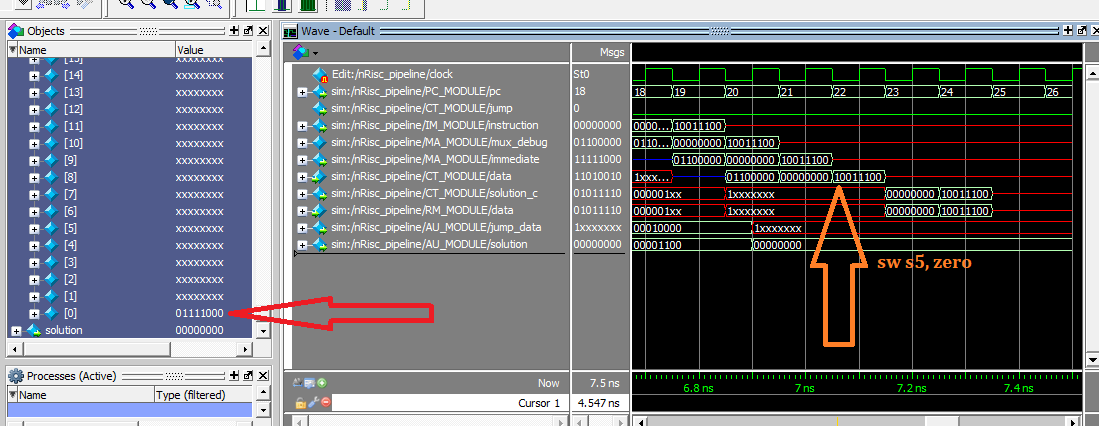 Objects
Name Value
[14] xxxxxxxx
[13] xxxxxxxx
[12] xxxxxxxx
[11] xxxxxxxx
[10] xxxxxxxx
[9] xxxxxxxx
[8] xxxxxxxx
[7] xxxxxxxx
[6] xxxxxxxx
[5] xxxxxxxx
[4] xxxxxxxx
[3] xxxxxxxx
[2] xxxxxxxx
[1] xxxxxxxx
[0] 01111000
solution 00000000
Processes (Active)
Name Type (filtered)
Wave - Default
Msgs
Edit:/nRisc_pipeline/clock St0
sim:/nRisc_pipeline/PC_MODULE/pc 18 18 19 20 21 22 23 24 25 26
sim:/nRisc_pipeline/CT_MODULE/jump 0
sim:/nRisc_pipeline/IM_MODULE/instruction 00000000 0000... 10011100
sim:/nRisc_pipeline/MA_MODULE/mux_debug 01100000 0110... 00000000 10011100
sim:/nRisc_pipeline/MA_MODULE/immediate 11111000 01100000 00000000 10011100
sim:/nRisc_pipeline/CT_MODULE/data 11010010 1xxx... 01100000 00000000 10011100
sim:/nRisc_pipeline/CT_MODULE/solution_c 01011110 000001xx 1xxxxxxx 00000000 10011100
sim:/nRisc_pipeline/RM_MODULE/data 01011110 000001xx 1xxxxxxx 00000000 10011100
sim:/nRisc_pipeline/AU_MODULE/jump_data 1xxxxxxx 00010000 1xxxxxxx
sim:/nRisc_pipeline/AU_MODULE/solution 00000000 00001100 00000000
sw s5, zero
Now 7.5 ns
Cursor 1 4.547 ns
6.8 ns 7 ns 7.2 ns 7.4 ns